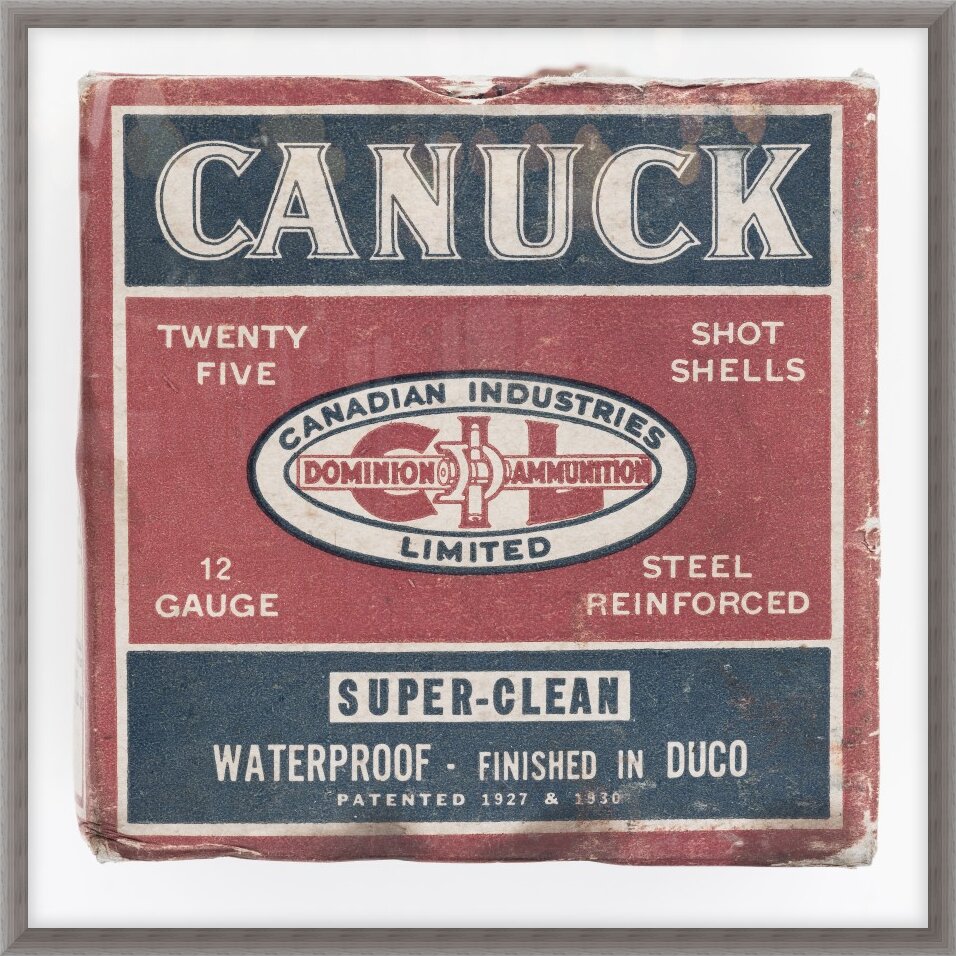 CANUCK
TWENTY FIVE
SHOT SHELLS
CANADIAN INDUSTRIES
CIL
DOMINION AMMUNITION
LIMITED
12 GAUGE
STEEL REINFORCED
SUPER-CLEAN
WATERPROOF - FINISHED IN DUCO
PATENTED 1927 & 1930